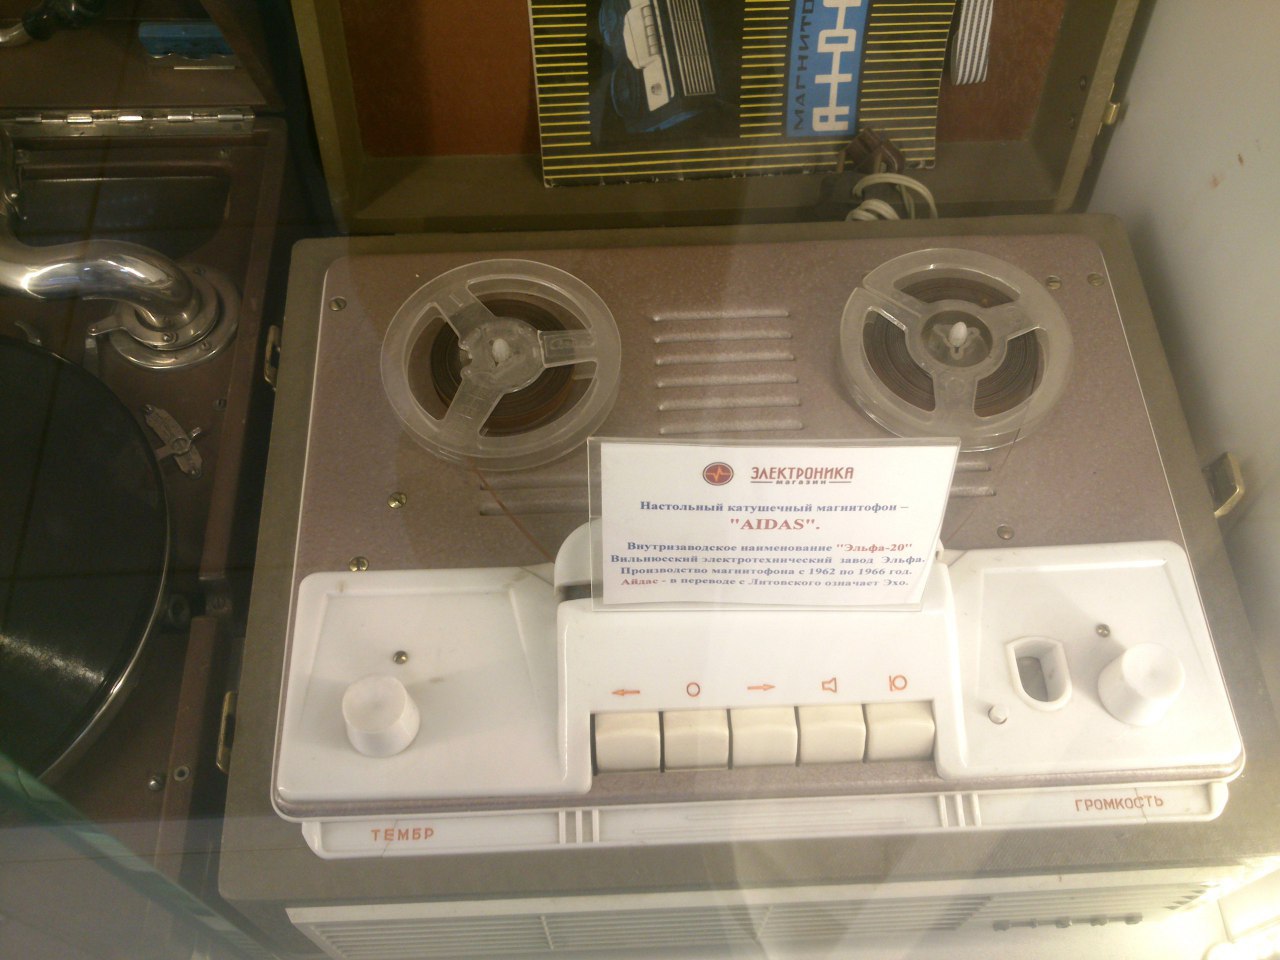 МАГНИТО
ЭЛЕКТРОНИКА
магазин
Настольный катушечный магнитофон –
"AIDAS".
Внутризаводское наименование "Эльфа-20"
Вильнюсский электротехнический завод Эльфа.
Производство магнитофона с 1962 по 1966 год.
Айдас - в переводе с Литовского означает Эхо.
ТЕМБР
ГРОМКОСТЬ